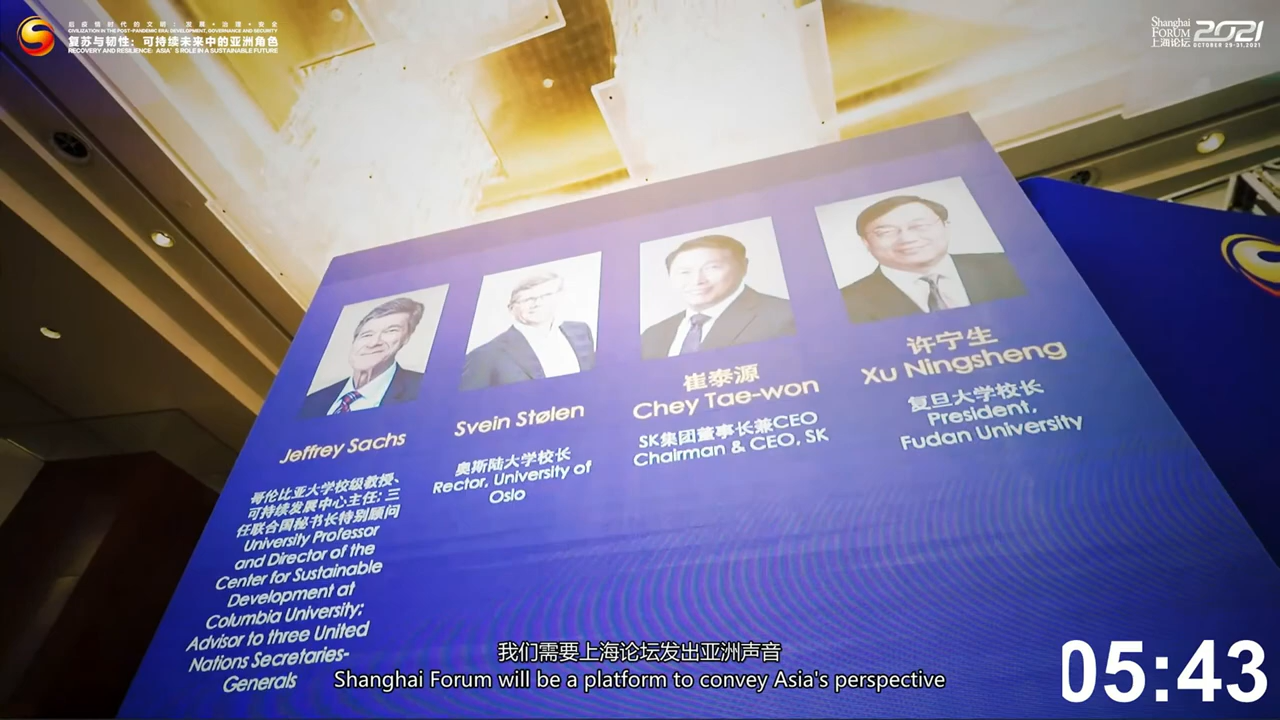 后疫情时代的文明：发展•治理•安全
CIVILIZATION IN THE POST-PANDEMIC ERA: DEVELOPMENT, GOVERNANCE AND SECURITY
复苏与韧性：可持续未来中的亚洲角色
RECOVERY AND RESILIENCE: ASIA'S ROLE IN A SUSTAINABLE FUTURE
Shanghai
FORUM
上海论坛
2021
OCTOBER 29-31,2021
Jeffrey Sachs
哥伦比亚大学校级教授、
可持续发展中心主任; 三
任联合国秘书长特别顾问
University Professor
and Director of the
Center for Sustainable
Development at
Columbia University;
Advisor to three United
Nations Secretaries-
Generals
Svein Stølen
奥斯陆大学校长
Rector, University of
Oslo
崔泰源
Chey Tae-won
SK集团董事长兼CEO
Chairman & CEO, SK
许宁生
Xu Ningsheng
复旦大学校长
President,
Fudan University
我们需要上海论坛发出亚洲声音
Shanghai Forum will be a platform to convey Asia's perspective
05:43